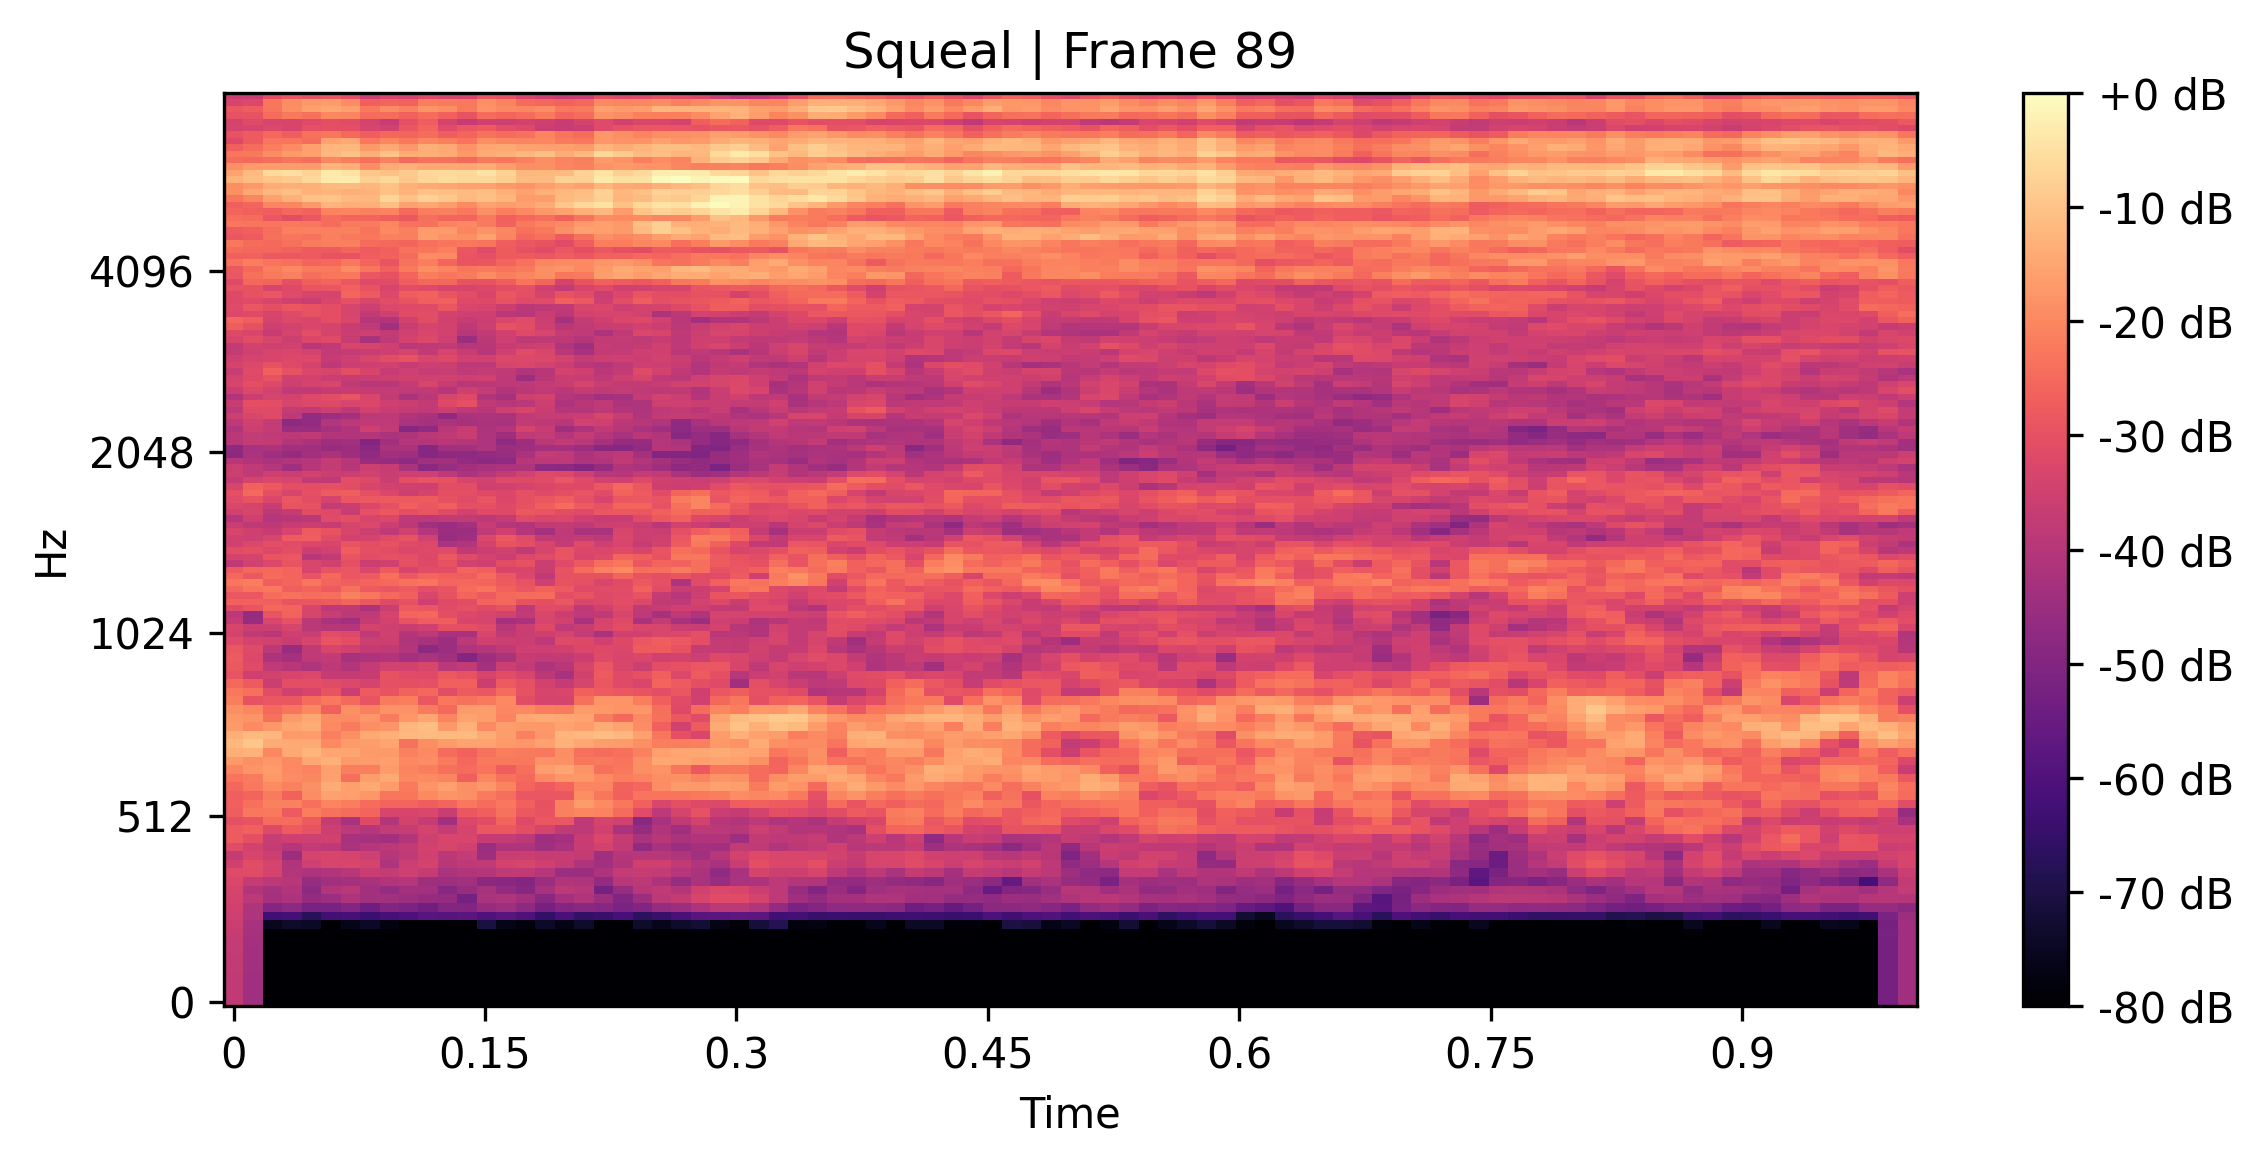 Squeal | Frame 89
+0 dB
-10 dB
-20 dB
-30 dB
-40 dB
-50 dB
-60 dB
-70 dB
-80 dB
Hz
4096
2048
1024
512
0
0 0.15 0.3 0.45 0.6 0.75 0.9
Time